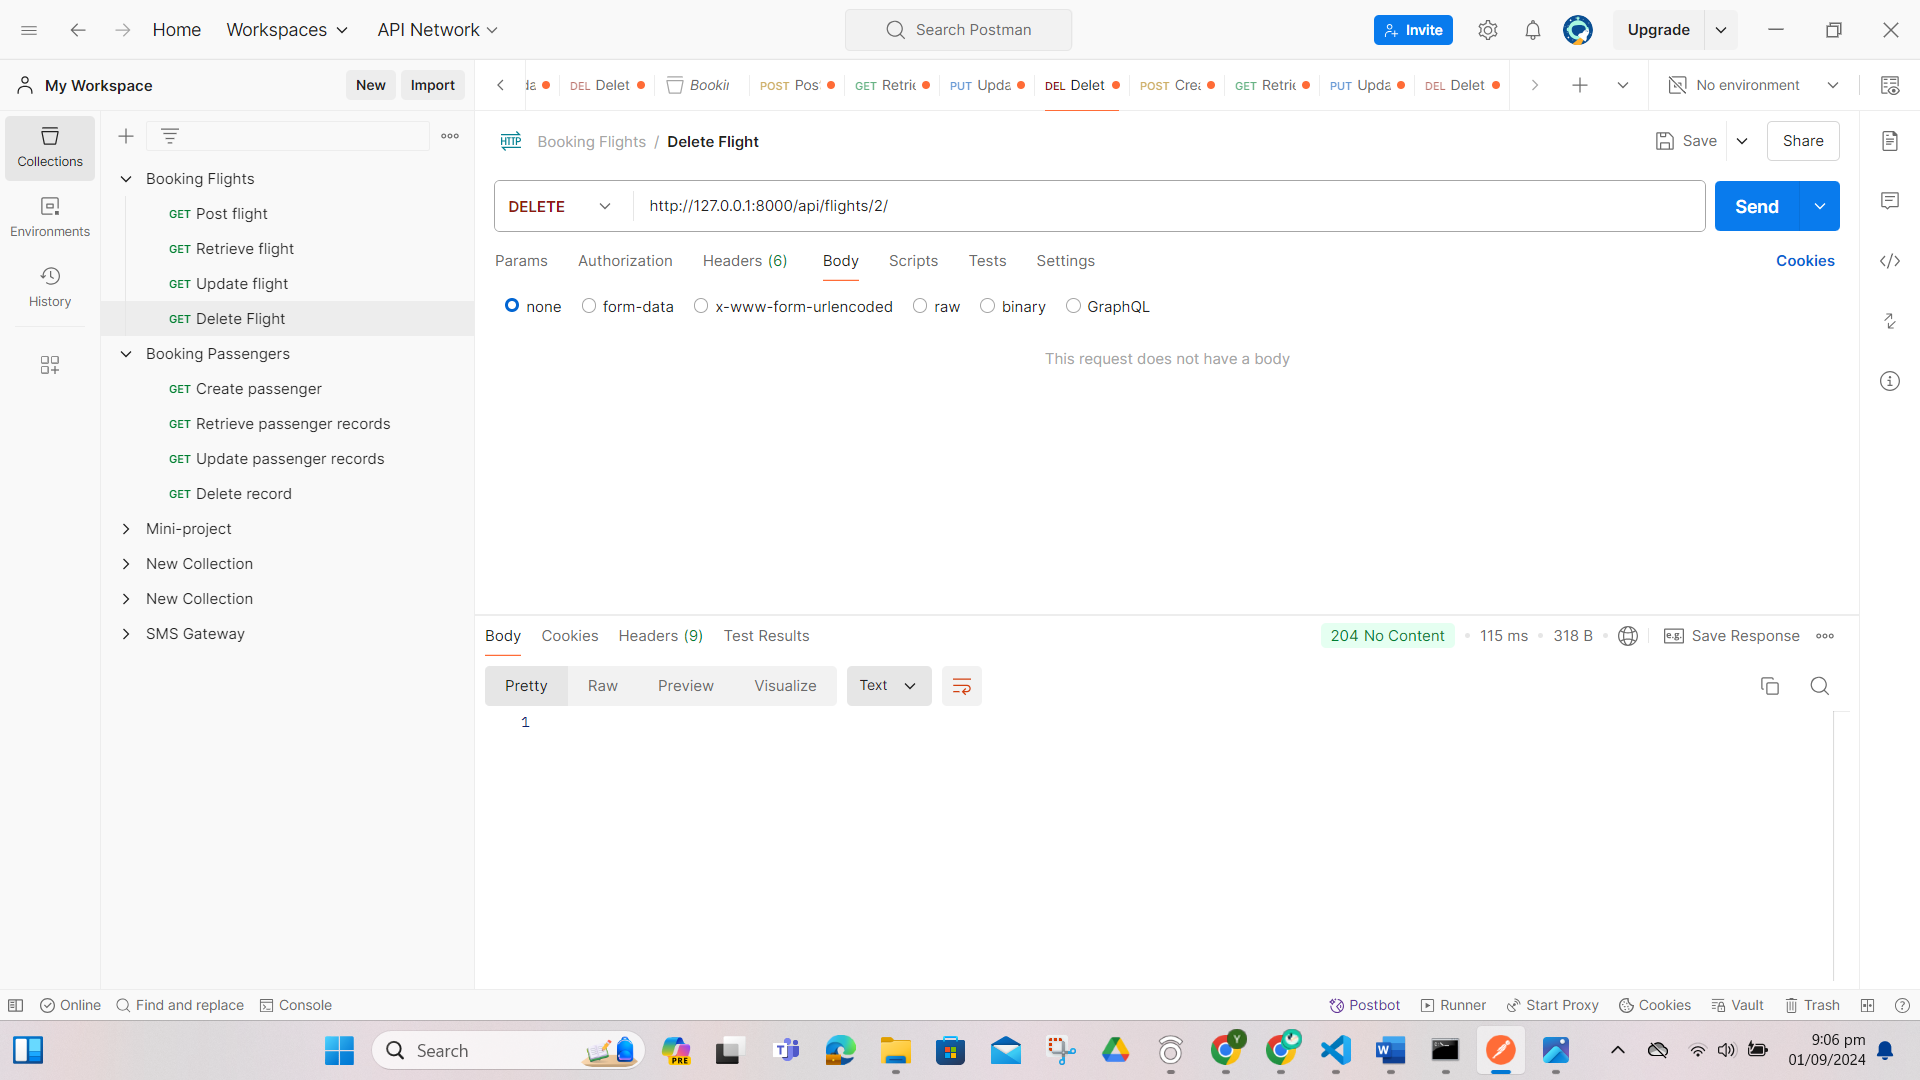 Home Workspaces API Network Search Postman Invite Upgrade
My Workspace New Import
da DEL Delet Bookin POST Pos GET Retrie PUT Upda DEL Delet POST Crea GET Retrie PUT Upda DEL Delet No environment
Collections
Environments
History
Booking Flights
GET Post flight
GET Retrieve flight
GET Update flight
GET Delete Flight
Booking Passengers
GET Create passenger
GET Retrieve passenger records
GET Update passenger records
GET Delete record
Mini-project
New Collection
New Collection
SMS Gateway
HTTP Booking Flights / Delete Flight Save Share
DELETE http://127.0.0.1:8000/api/flights/2/ Send
Params Authorization Headers (6) Body Scripts Tests Settings Cookies
none form-data x-www-form-urlencoded raw binary GraphQL
This request does not have a body
Body Cookies Headers (9) Test Results 204 No Content 115 ms 318 B e.g. Save Response
Pretty Raw Preview Visualize Text
1
Online Find and replace Console Postbot Runner Start Proxy Cookies Vault Trash
Search PRE Y 9:06 pm
01/09/2024